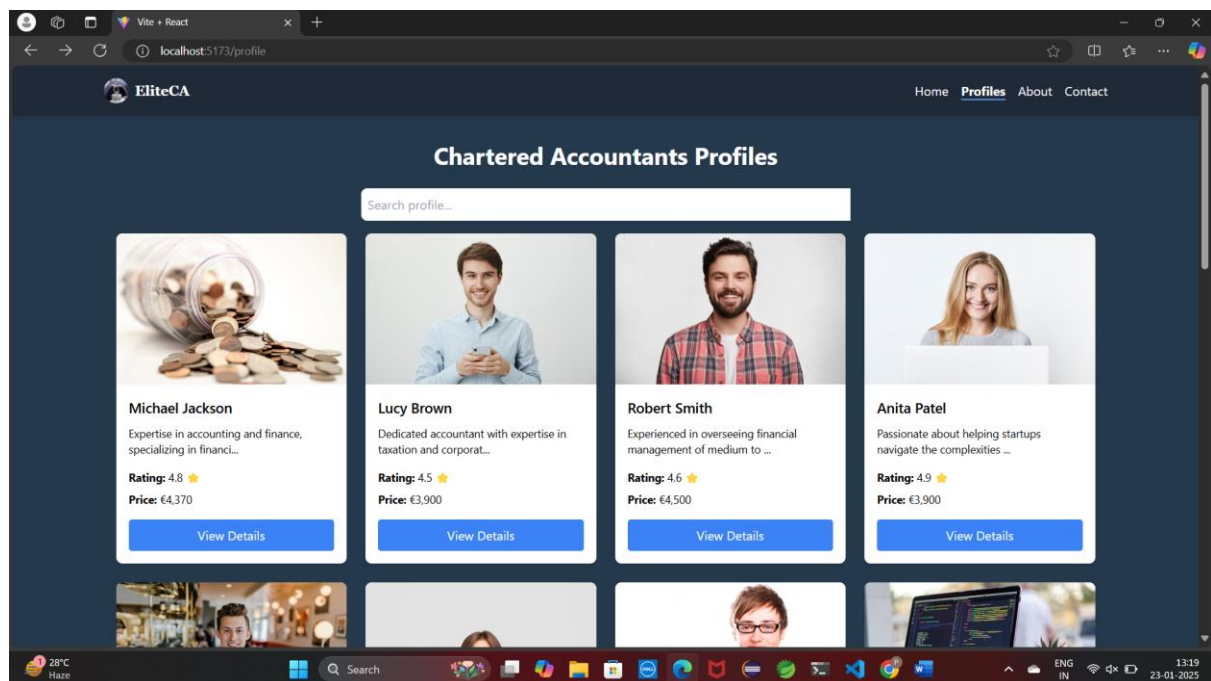 Vite + React
localhost:5173/profile
EliteCA
Home Profiles About Contact
Chartered Accountants Profiles
Search profile...
Michael Jackson
Expertise in accounting and finance,
specializing in financi...
Rating: 4.8
Price: €4,370
View Details
Lucy Brown
Dedicated accountant with expertise in
taxation and corporat...
Rating: 4.5
Price: €3,900
View Details
Robert Smith
Experienced in overseeing financial
management of medium to ...
Rating: 4.6
Price: €4,500
View Details
Anita Patel
Passionate about helping startups
navigate the complexities ...
Rating: 4.9
Price: €3,900
View Details
1
28°C
Haze
Search
ENG
IN
13:19
23-01-2025